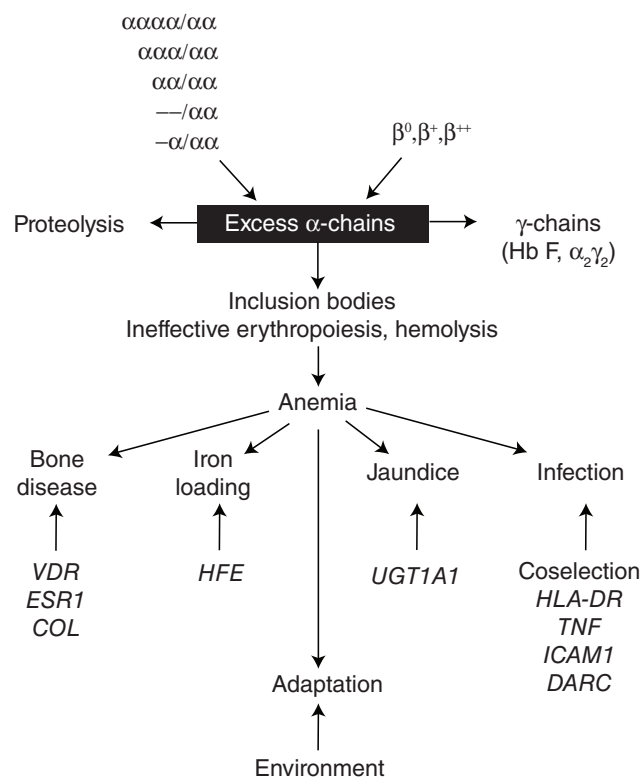 αααα/αα
ααα/αα
αα/αα
––/αα
–α/αα
β⁰,β⁺,β⁺⁺
Proteolysis
Excess α-chains
γ-chains
(Hb F, α₂γ₂)
Inclusion bodies
Ineffective erythropoiesis, hemolysis
Anemia
Bone
disease
Iron
loading
Jaundice
Infection
VDR
ESR1
COL
HFE
UGT1A1
Coselection
HLA-DR
TNF
ICAM1
DARC
Adaptation
Environment